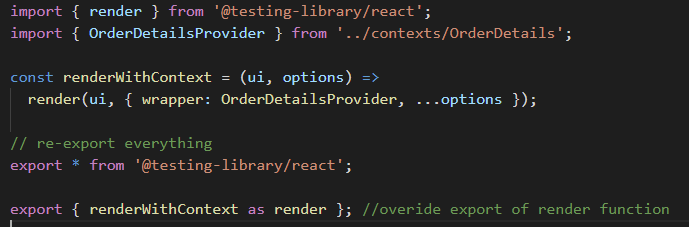 import { render } from '@testing-library/react';
import { OrderDetailsProvider } from '../contexts/OrderDetails';
const renderWithContext = (ui, options) =>
render(ui, { wrapper: OrderDetailsProvider, ...options });
// re-export everything
export * from '@testing-library/react';
export { renderWithContext as render }; //overide export of render function